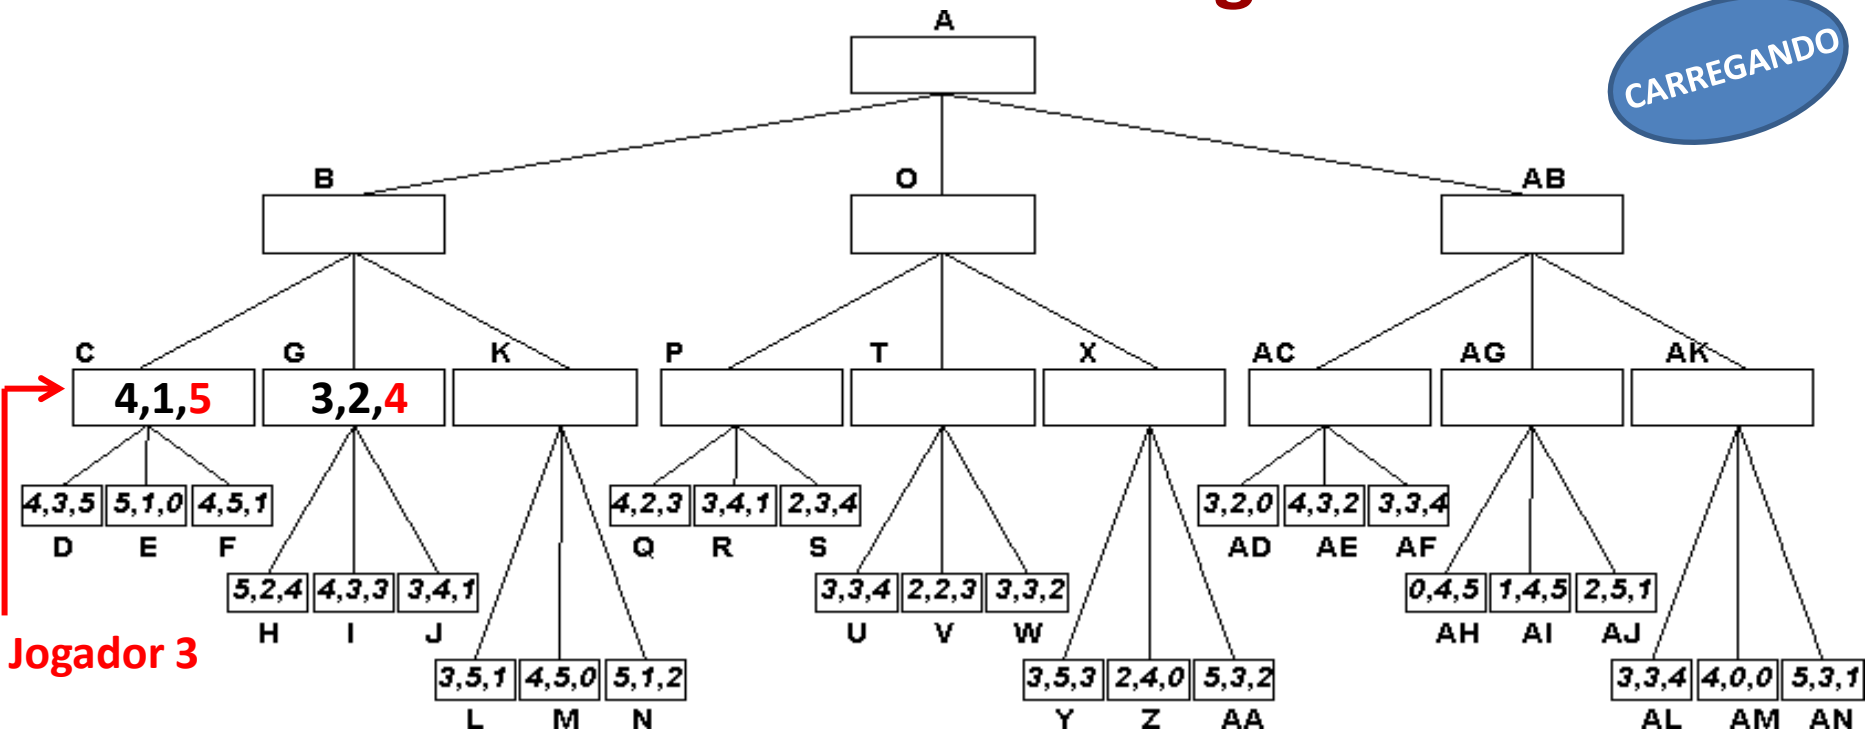 A
CARREGANDO
B O AB
C G K P T X AC AG AK
4,1,5 3,2,4
4,3,5 5,1,0 4,5,1 4,2,3 3,4,1 2,3,4 3,2,0 4,3,2 3,3,4
D E F Q R S AD AE AF
5,2,4 4,3,3 3,4,1 3,3,4 2,2,3 3,3,2 0,4,5 1,4,5 2,5,1
H I J U V W AH AI AJ
Jogador 3
3,5,1 4,5,0 5,1,2 3,5,3 2,4,0 5,3,2 3,3,4 4,0,0 5,3,1
L M N Y Z AA AL AM AN